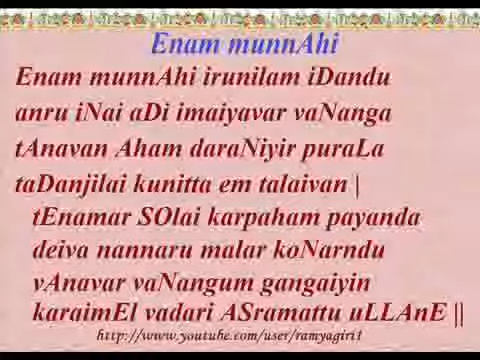 Enam munnAhi
Enam munnAhi irunilam iDandu
anru iNai aDi imaiyavar vaNanga
tAnavan Aham daraNiyir puraLa
taDanjilai kunitta em talaivan |
tEnamar SOlai karpaham payanda
deiva nannaru malar koNarndu
vAnavar vaNangum gangaiyin
karaimEl vadari ASramattu uLLAnE ||
http://www.youtube.com/user/ramyagiri1